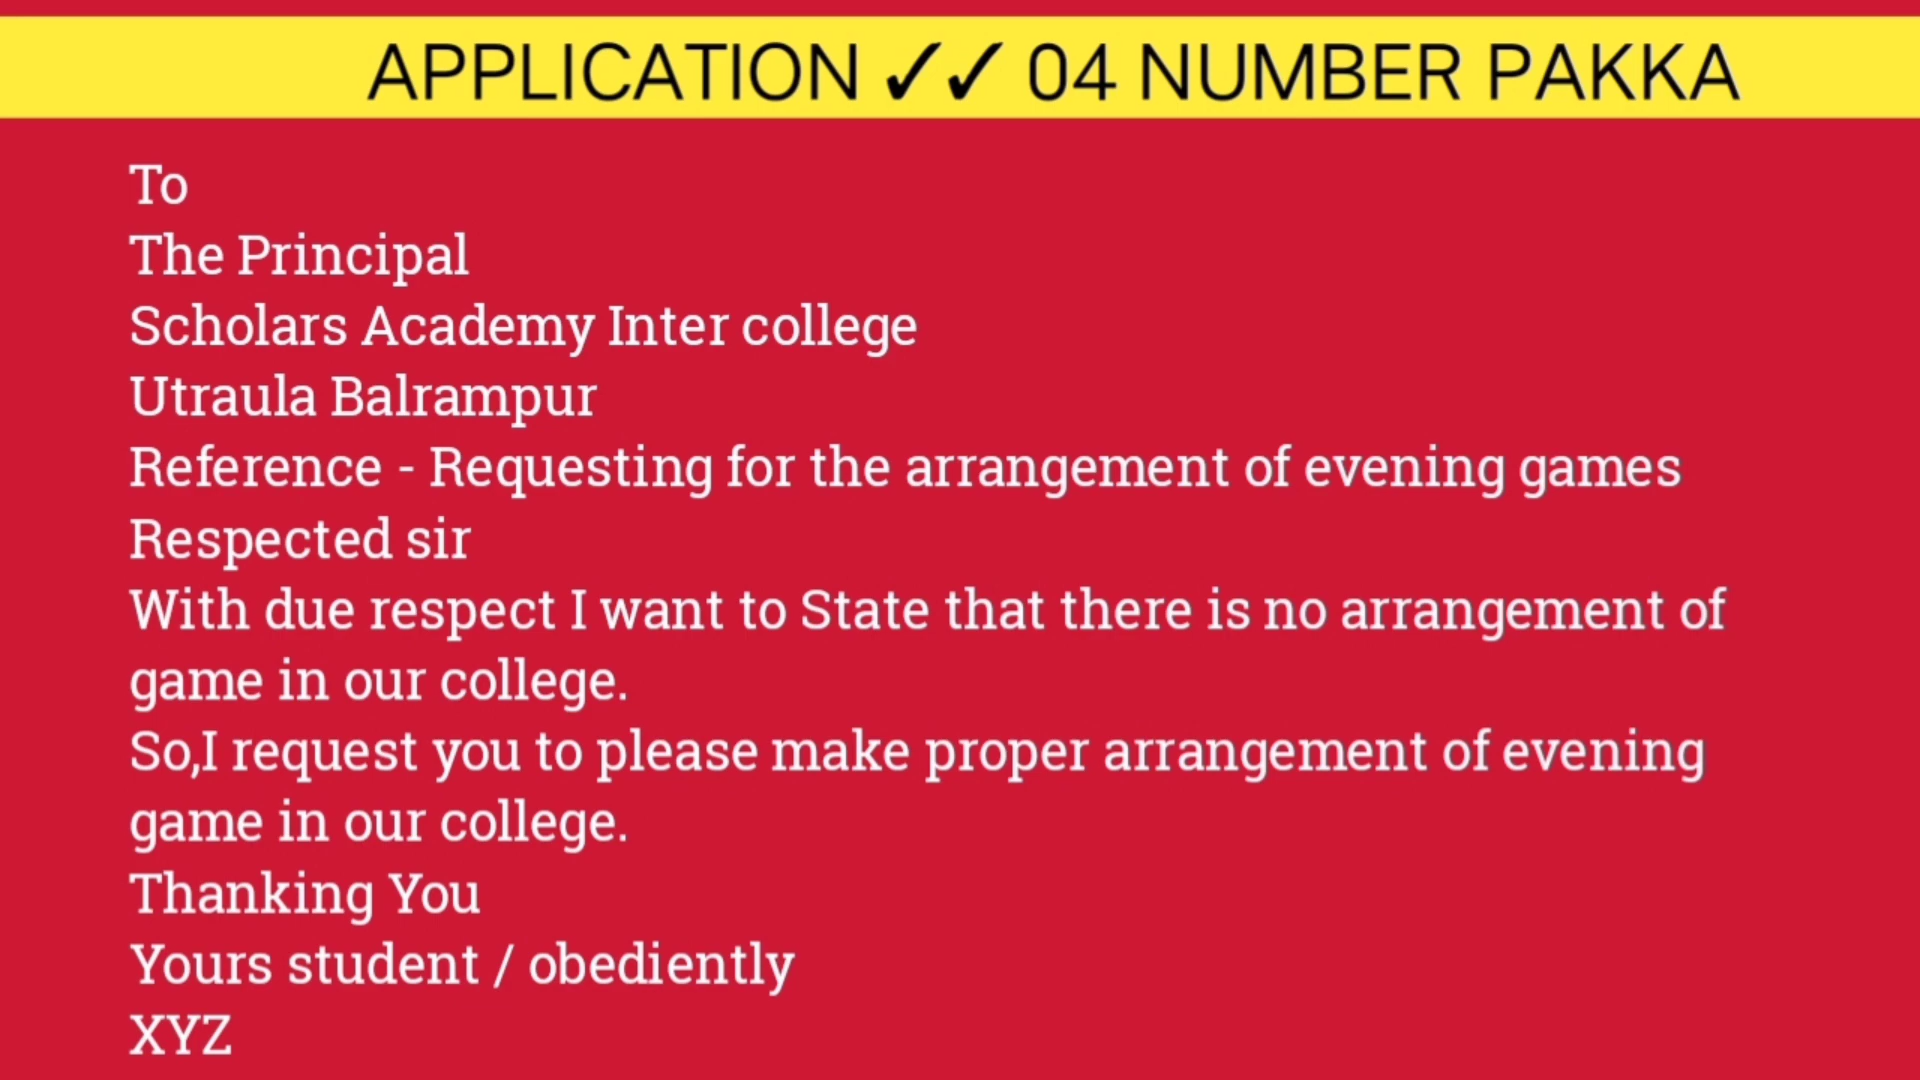 APPLICATION ✓✓ 04 NUMBER PAKKA
To
The Principal
Scholars Academy Inter college
Utraula Balrampur
Reference - Requesting for the arrangement of evening games
Respected sir
With due respect I want to State that there is no arrangement of
game in our college.
So,I request you to please make proper arrangement of evening
game in our college.
Thanking You
Yours student / obediently
XYZ